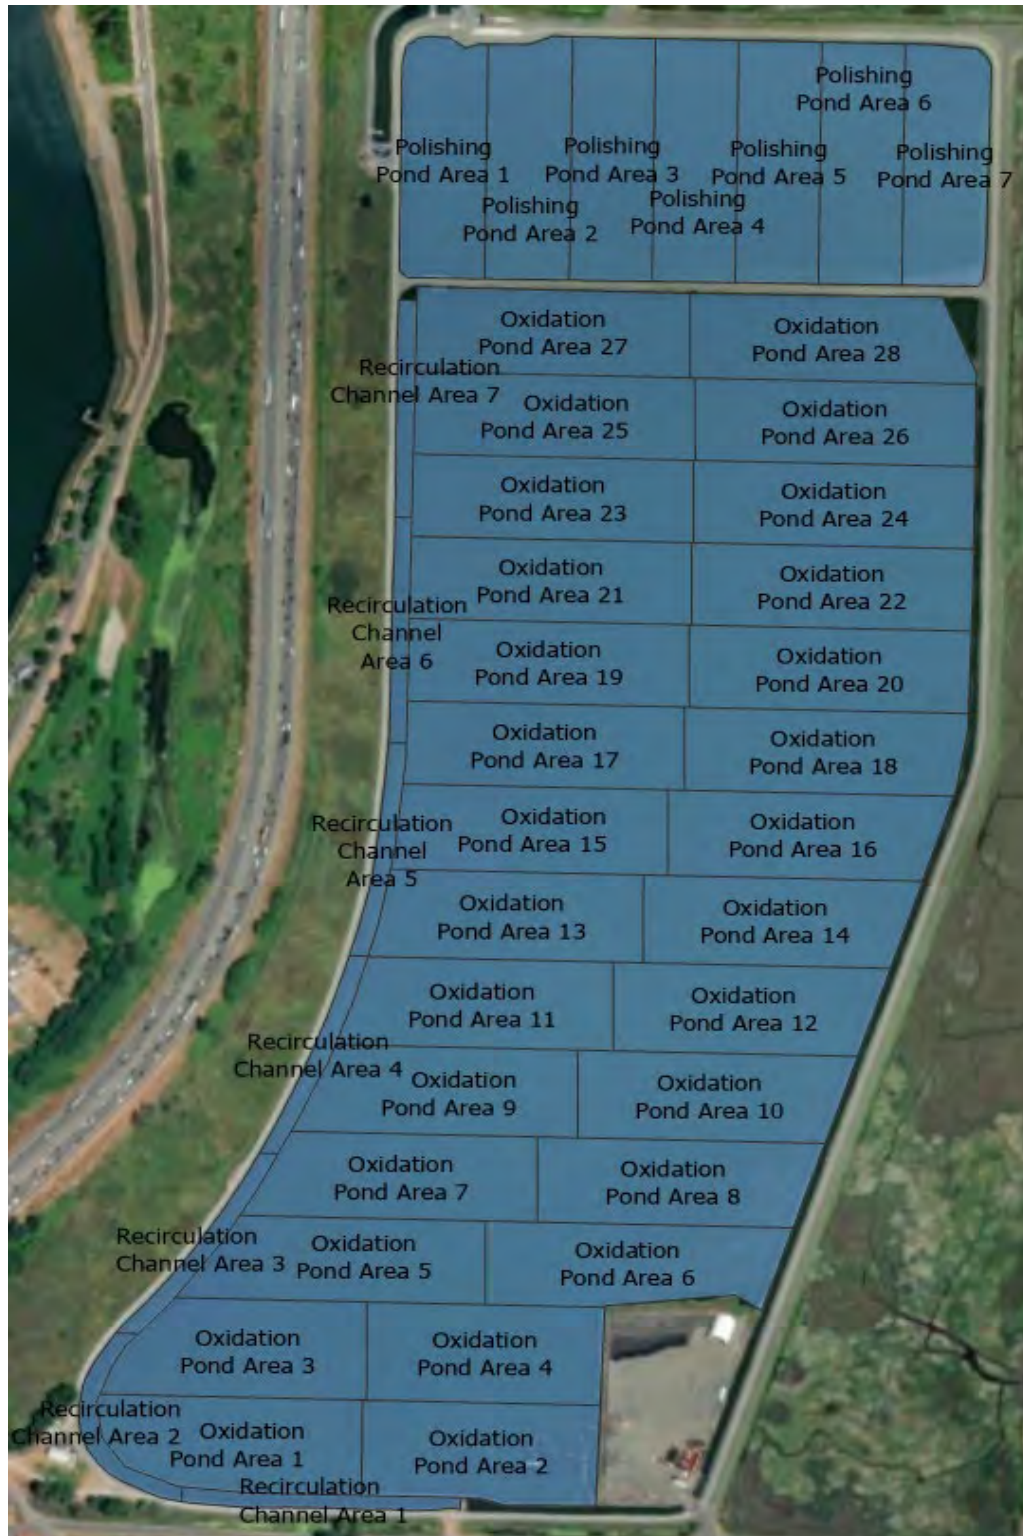 Polishing
Pond Area 6
Polishing
Pond Area 1
Polishing
Pond Area 3
Polishing
Pond Area 5
Polishing
Pond Area 7
Polishing
Pond Area 2
Polishing
Pond Area 4
Oxidation
Pond Area 27
Oxidation
Pond Area 28
Recirculation
Channel Area 7
Oxidation
Pond Area 25
Oxidation
Pond Area 26
Oxidation
Pond Area 23
Oxidation
Pond Area 24
Oxidation
Pond Area 21
Oxidation
Pond Area 22
Recirculation
Channel
Area 6
Oxidation
Pond Area 19
Oxidation
Pond Area 20
Oxidation
Pond Area 17
Oxidation
Pond Area 18
Recirculation
Channel
Area 5
Oxidation
Pond Area 15
Oxidation
Pond Area 16
Oxidation
Pond Area 13
Oxidation
Pond Area 14
Oxidation
Pond Area 11
Oxidation
Pond Area 12
Recirculation
Channel Area 4
Oxidation
Pond Area 9
Oxidation
Pond Area 10
Oxidation
Pond Area 7
Oxidation
Pond Area 8
Recirculation
Channel Area 3
Oxidation
Pond Area 5
Oxidation
Pond Area 6
Oxidation
Pond Area 3
Oxidation
Pond Area 4
Recirculation
Channel Area 2
Oxidation
Pond Area 1
Oxidation
Pond Area 2
Recirculation
Channel Area 1